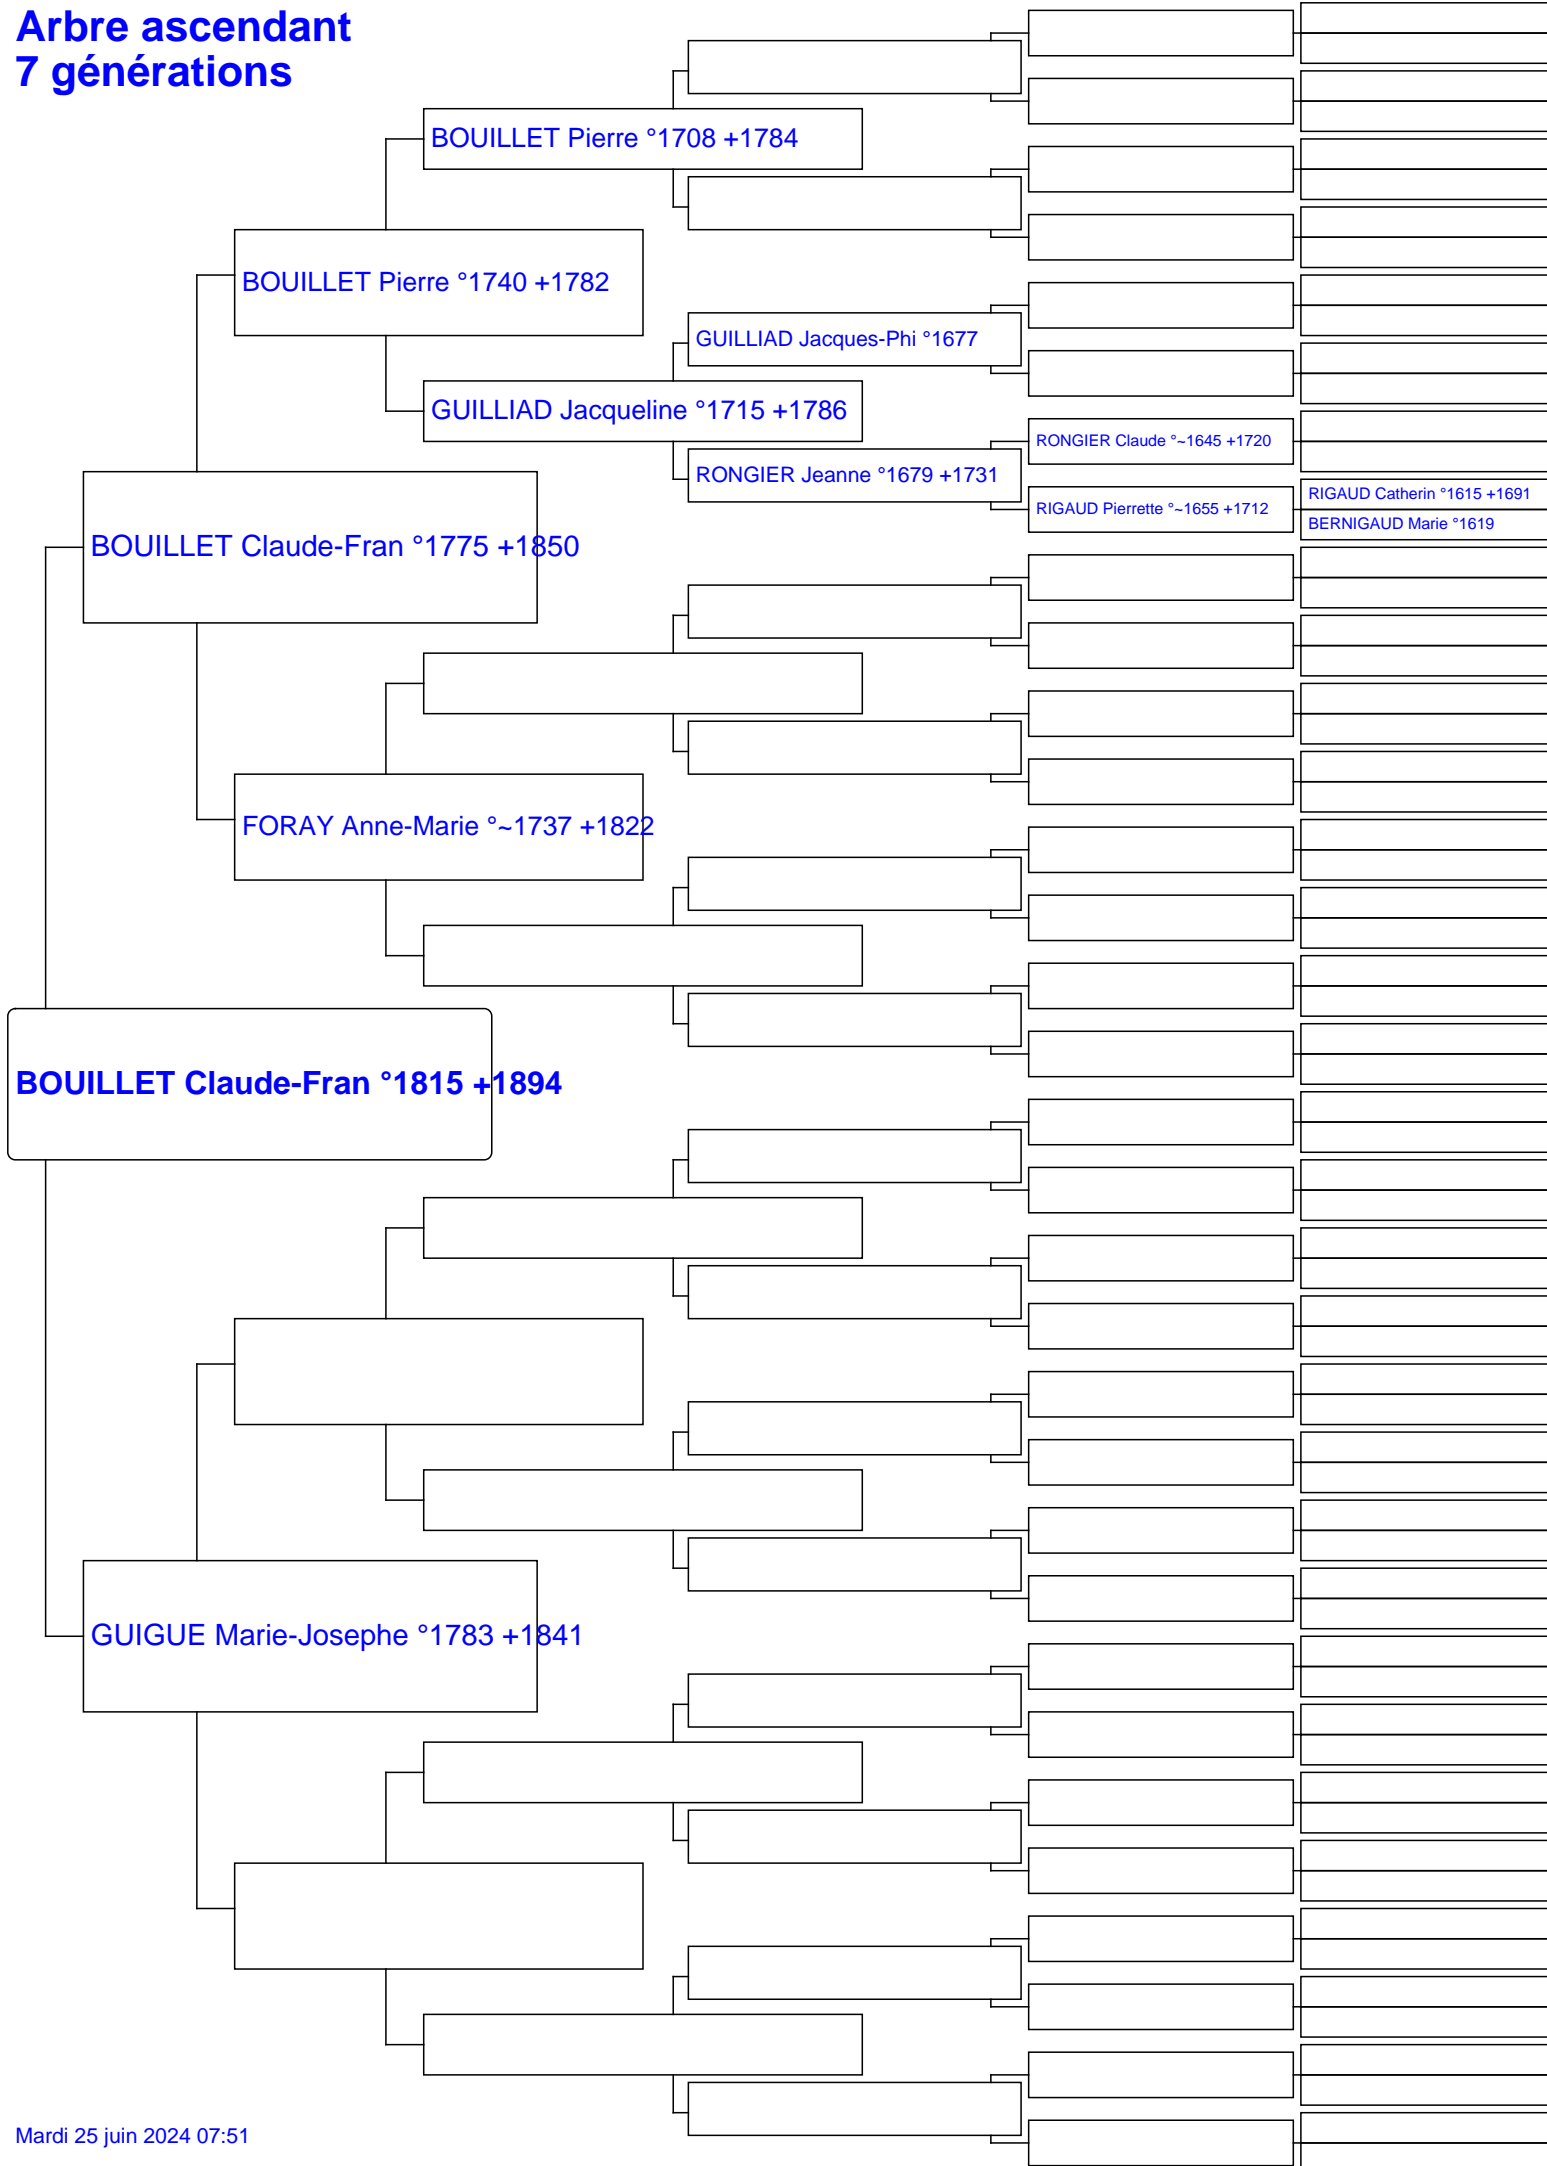 Arbre ascendant
7 générations
BOUILLET Pierre °1708 +1784
BOUILLET Pierre °1740 +1782
GUILLIAD Jacques-Phi °1677
GUILLIAD Jacqueline °1715 +1786
RONGIER Claude °~1645 +1720
RONGIER Jeanne °1679 +1731
RIGAUD Catherin °1615 +1691
RIGAUD Pierrette °~1655 +1712
BERNIGAUD Marie °1619
BOUILLET Claude-Fran °1775 +1850
FORAY Anne-Marie °~1737 +1822
BOUILLET Claude-Fran °1815 +1894
GUIGUE Marie-Josephe °1783 +1841
Mardi 25 juin 2024 07:51